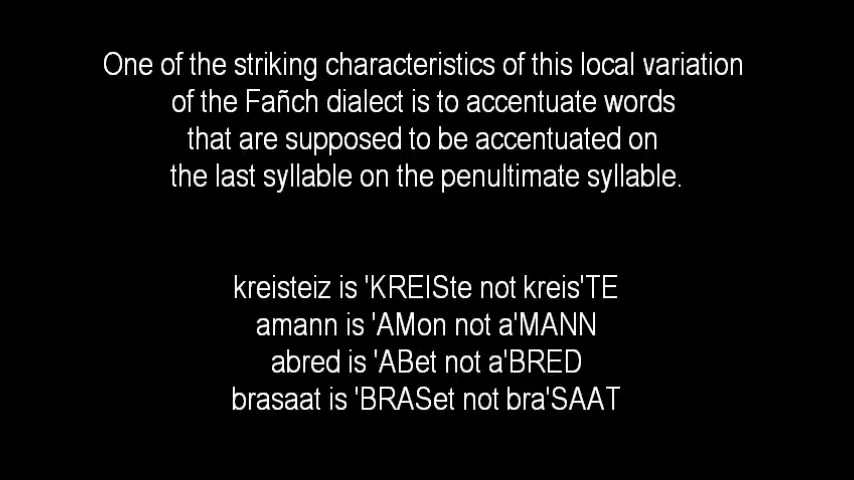 One of the striking characteristics of this local variation
of the Fañch dialect is to accentuate words
that are supposed to be accentuated on
the last syllable on the penultimate syllable.
kreisteiz is 'KREISte not kreis'TE
amann is 'AMon not a'MANN
abred is 'ABet not a'BRED
brasaat is 'BRASet not bra'SAAT